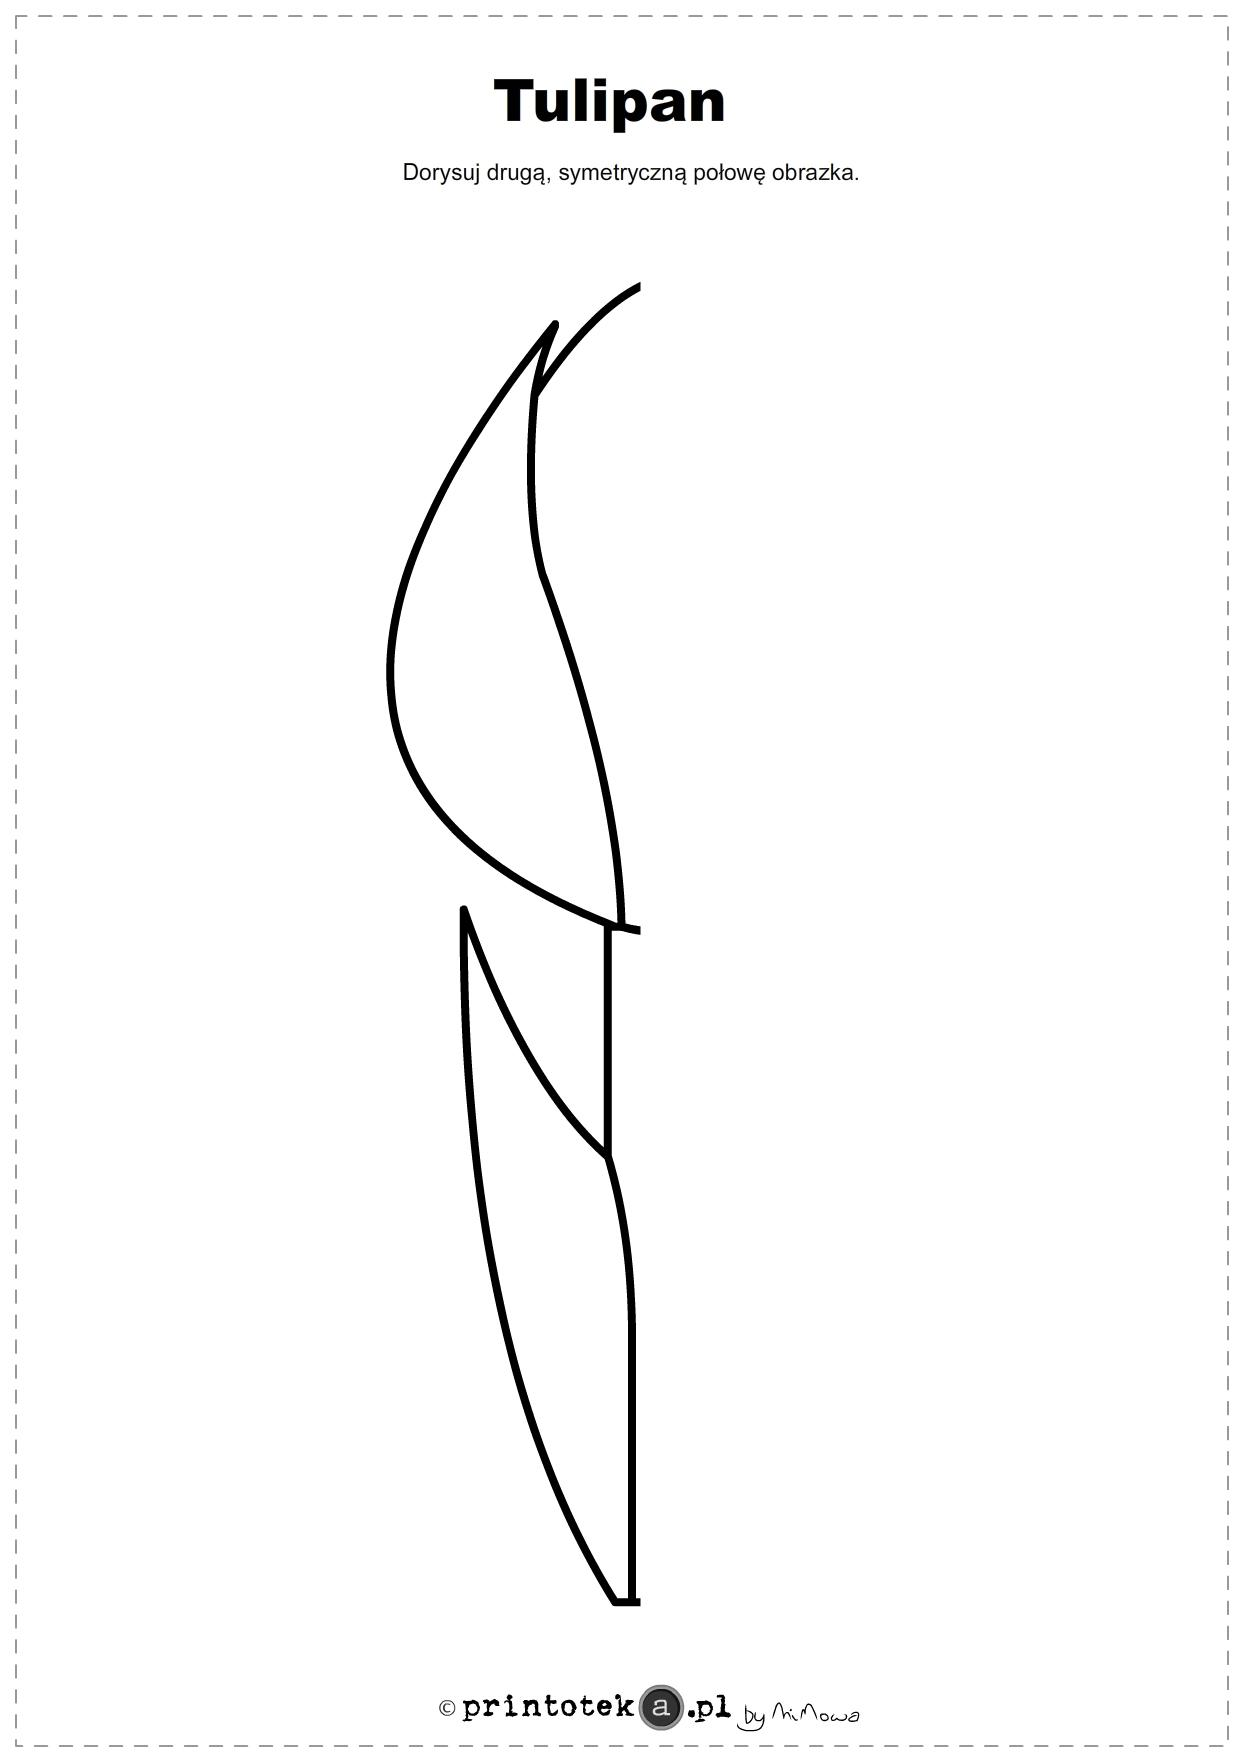 Tulipan
Dorysuj drugą, symetryczną połowę obrazka.
© printoteka.pl by MiMowa